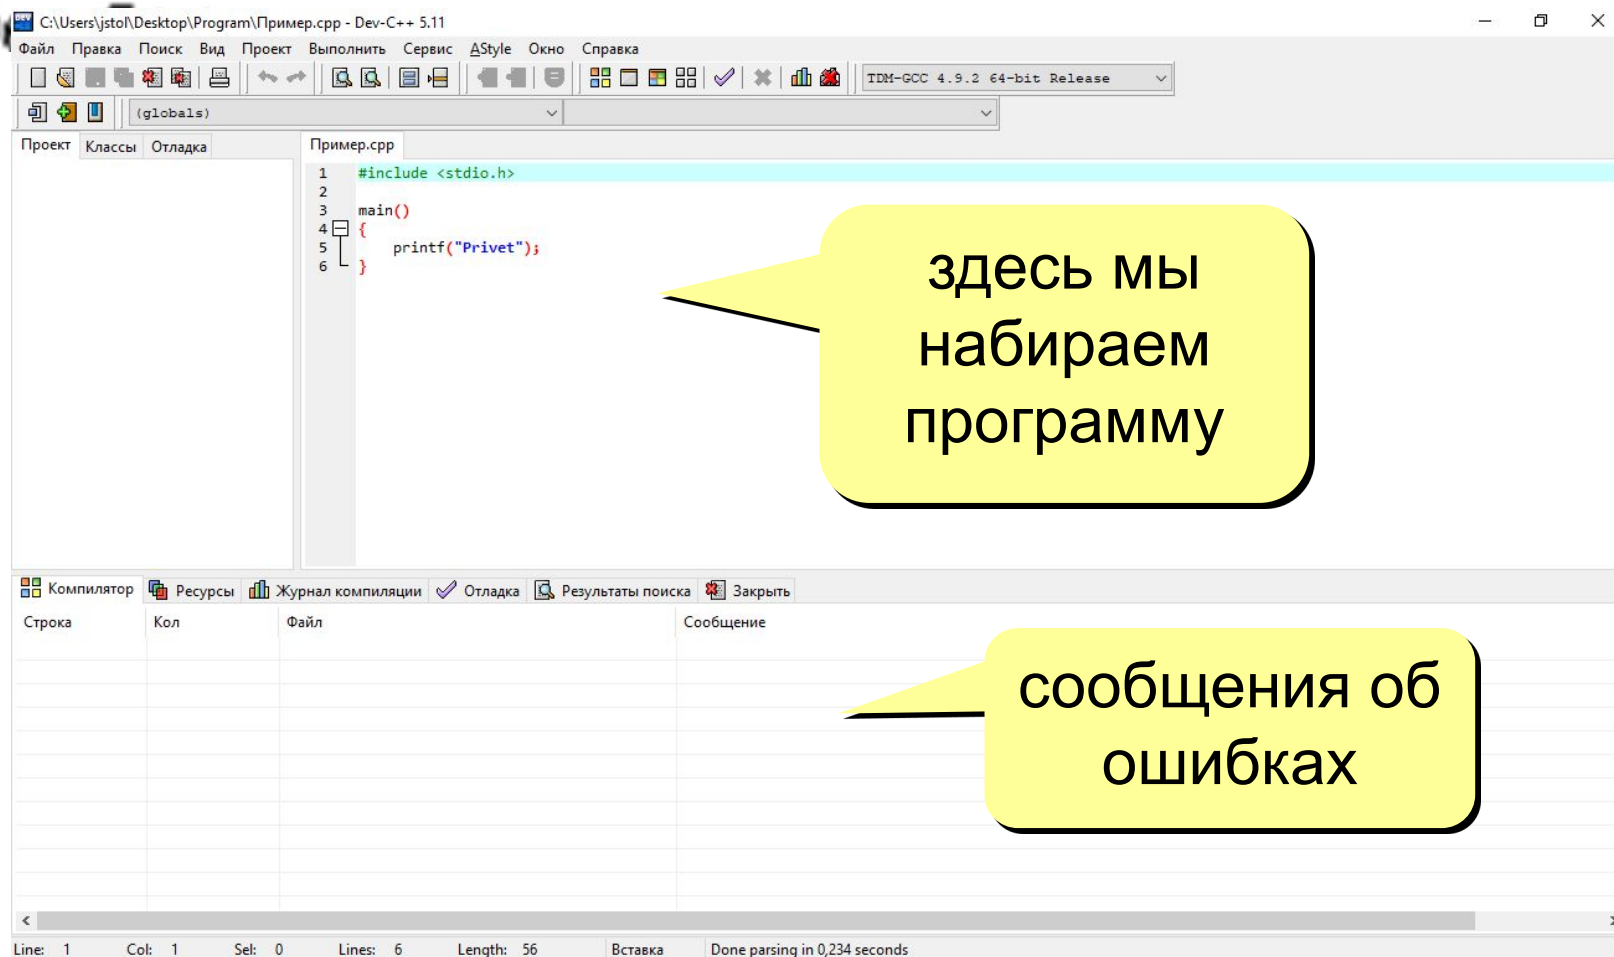 C:\Users\jstol\Desktop\Program\Пример.cpp - Dev-C++ 5.11
Файл Правка Поиск Вид Проект Выполнить Сервис AStyle Окно Справка
TDM-GCC 4.9.2 64-bit Release
(globals)
Проект Классы Отладка Пример.cpp
1 #include <stdio.h>
2
3 main()
4 {
5 printf("Privet");
6 }
здесь мы
набираем
программу
Компилятор Ресурсы Журнал компиляции Отладка Результаты поиска Закрыть
Строка Кол Файл Сообщение
сообщения об
ошибках
Line: 1 Col: 1 Sel: 0 Lines: 6 Length: 56 Вставка Done parsing in 0,234 seconds